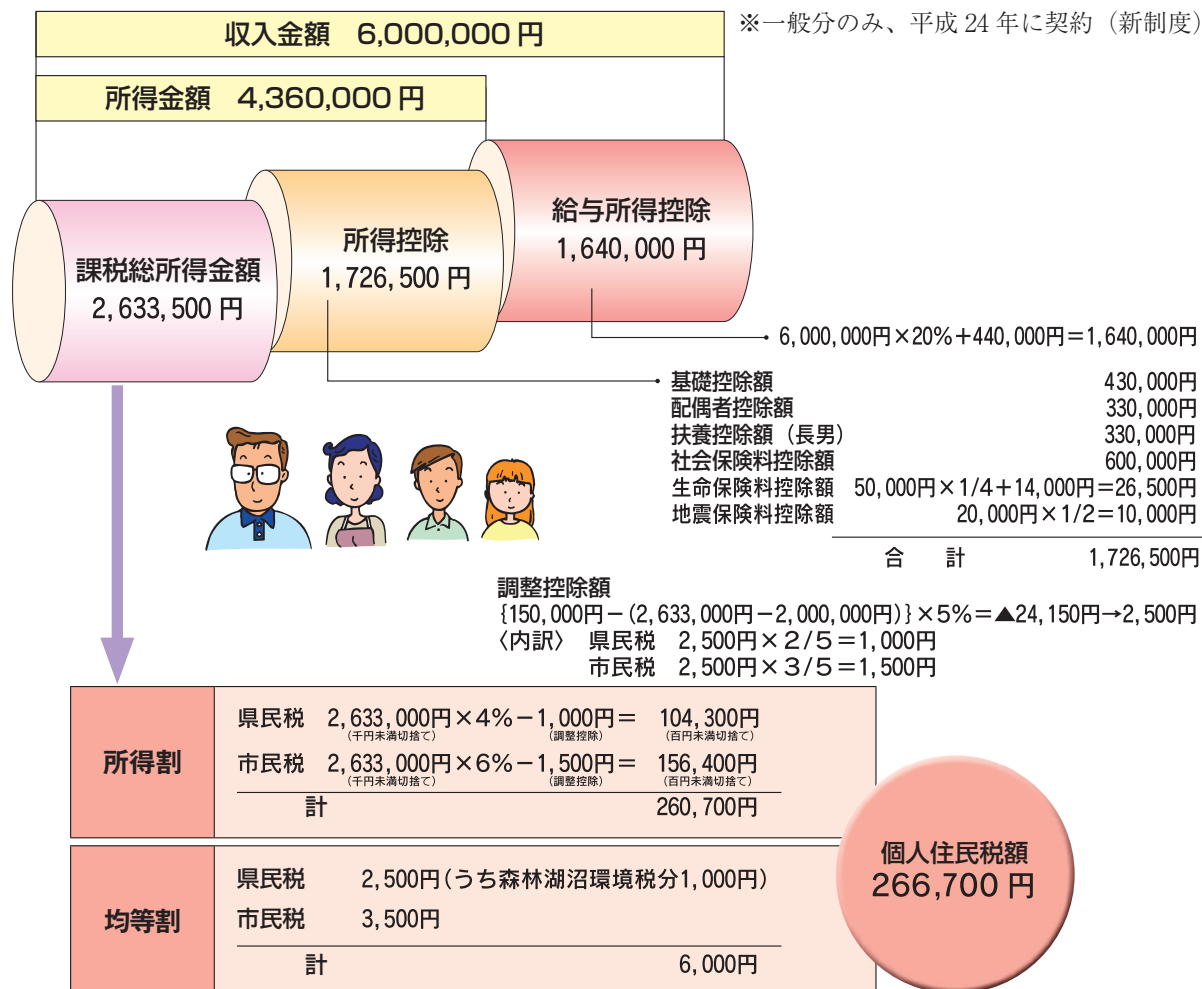 収入金額 6,000,000円
※一般分のみ、平成24年に契約(新制度)
所得金額 4,360,000円
給与所得控除
1,640,000円
所得控除
1,726,500円
課税総所得金額
2,633,500円
6,000,000円×20%+440,000円=1,640,000円
基礎控除額 430,000円
配偶者控除額 330,000円
扶養控除額(長男) 330,000円
社会保険料控除額 600,000円
生命保険料控除額 50,000円×1/4+14,000円=26,500円
地震保険料控除額 20,000円×1/2=10,000円
合 計 1,726,500円
調整控除額
{150,000円-(2,633,000円-2,000,000円)}×5%=▲24,150円→2,500円
〈内訳〉 県民税 2,500円×2/5=1,000円
市民税 2,500円×3/5=1,500円
所得割
県民税 2,633,000円×4%-1,000円= 104,300円
(千円未満切捨て) (調整控除) (百円未満切捨て)
市民税 2,633,000円×6%-1,500円= 156,400円
(千円未満切捨て) (調整控除) (百円未満切捨て)
計 260,700円
均等割
県民税 2,500円(うち森林湖沼環境税分1,000円)
市民税 3,500円
計 6,000円
個人住民税額
266,700円